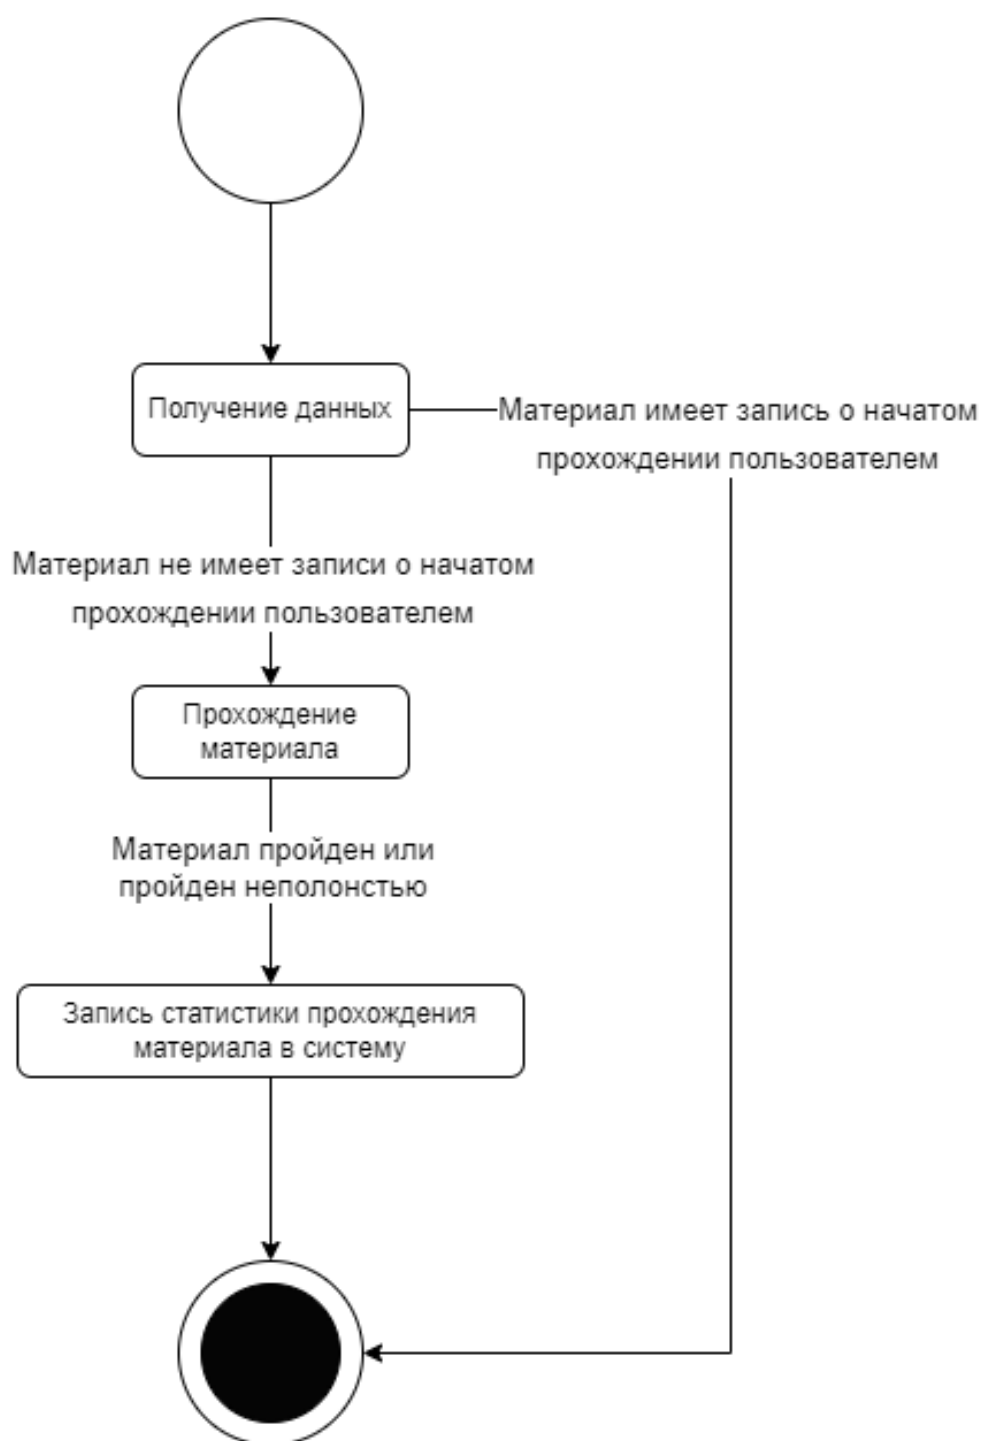 Получение данных
Материал имеет запись о начатом
прохождении пользователем
Материал не имеет записи о начатом
прохождении пользователем
Прохождение
материала
Материал пройден или
пройден неполонстью
Запись статистики прохождения
материала в систему